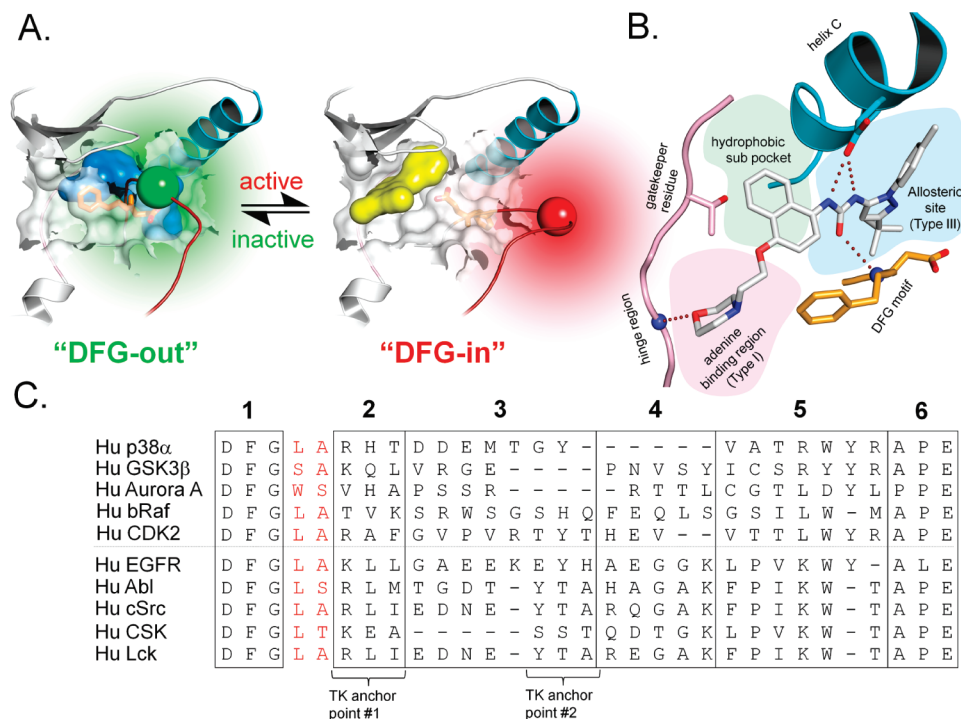 A.
B.
active
inactive
"DFG-out"
"DFG-in"
helix C
hydrophobic
sub pocket
gatekeeper
residue
Allosteric
site
(Type III)
DFG motif
hinge region
adenine
binding region
(Type I)
C.
1 2 3 4 5 6
Hu p38α D F G L A R H T D D E M T G Y - - - - - V A T R W Y R A P E
Hu GSK3β D F G S A K Q L V R G E - - - - P N V S Y I C S R Y Y R A P E
Hu Aurora A D F G W S V H A P S S R - - - - R T T L C G T L D Y L P P E
Hu bRaf D F G L A T V K S R W S G S H Q F E Q L S G S I L W - M A P E
Hu CDK2 D F G L A R A F G V P V R T Y T H E V - - V T T L W Y R A P E
Hu EGFR D F G L A K L L G A E E K E Y H A E G G K L P V K W Y - A L E
Hu Abl D F G L S R L M T G D T - Y T A H A G A K F P I K W - T A P E
Hu cSrc D F G L A R L I E D N E - Y T A R Q G A K F P I K W - T A P E
Hu CSK D F G L T K E A - - - - - S S T Q D T G K L P V K W - T A P E
Hu Lck D F G L A R L I E D N E - Y T A R E G A K F P I K W - T A P E
TK anchor
point #1
TK anchor
point #2